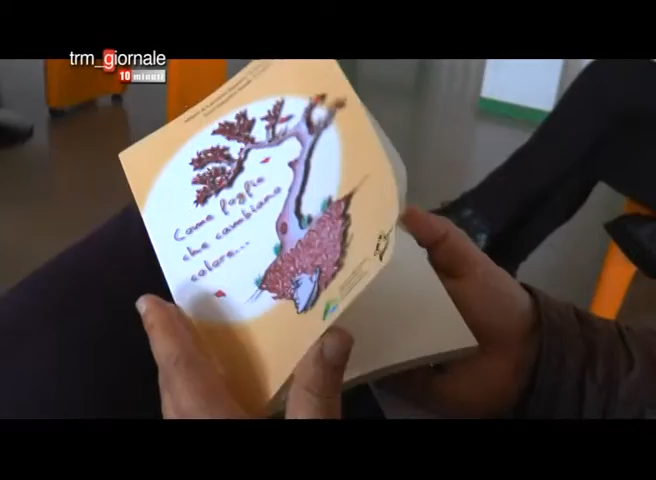 trm_giornale
10 minuti
Come foglie
che cambiano
colore...